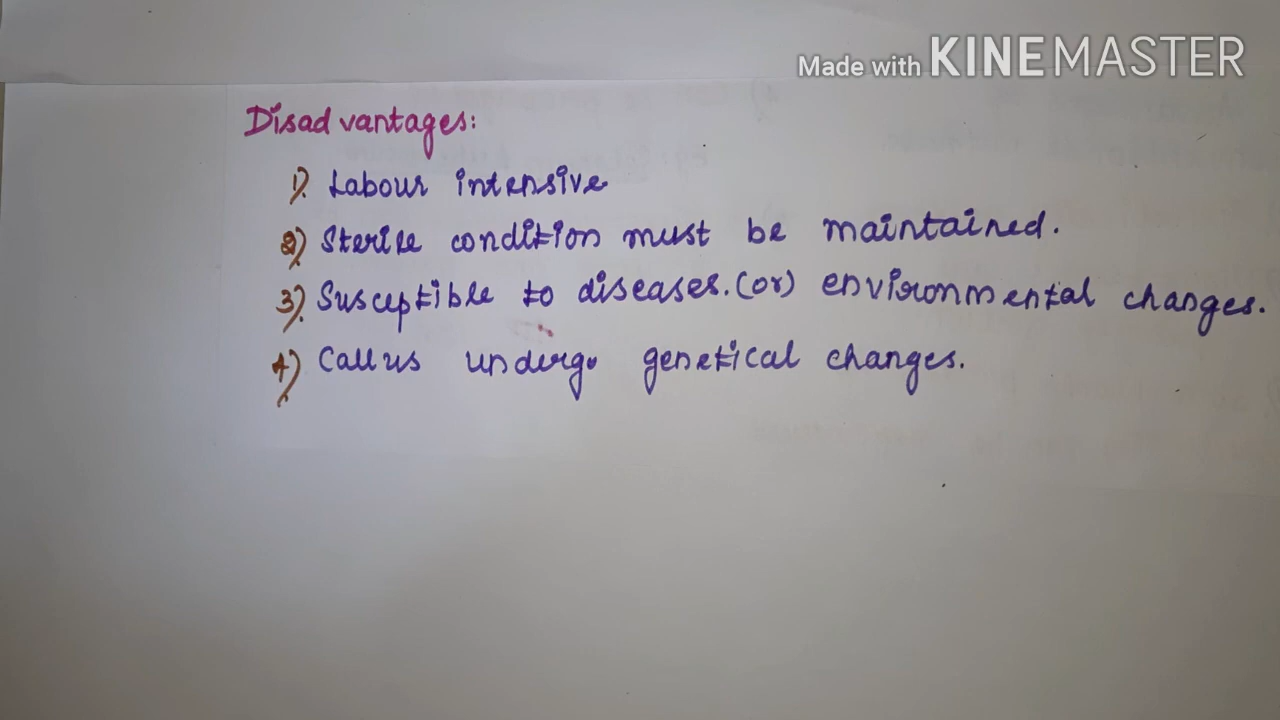 Made with KINEMASTER
Disadvantages:
1). Labour intensive
2) Sterile condition must be maintained.
3). Susceptible to diseases. (or) environmental changes.
4) Callus undergo genetical changes.